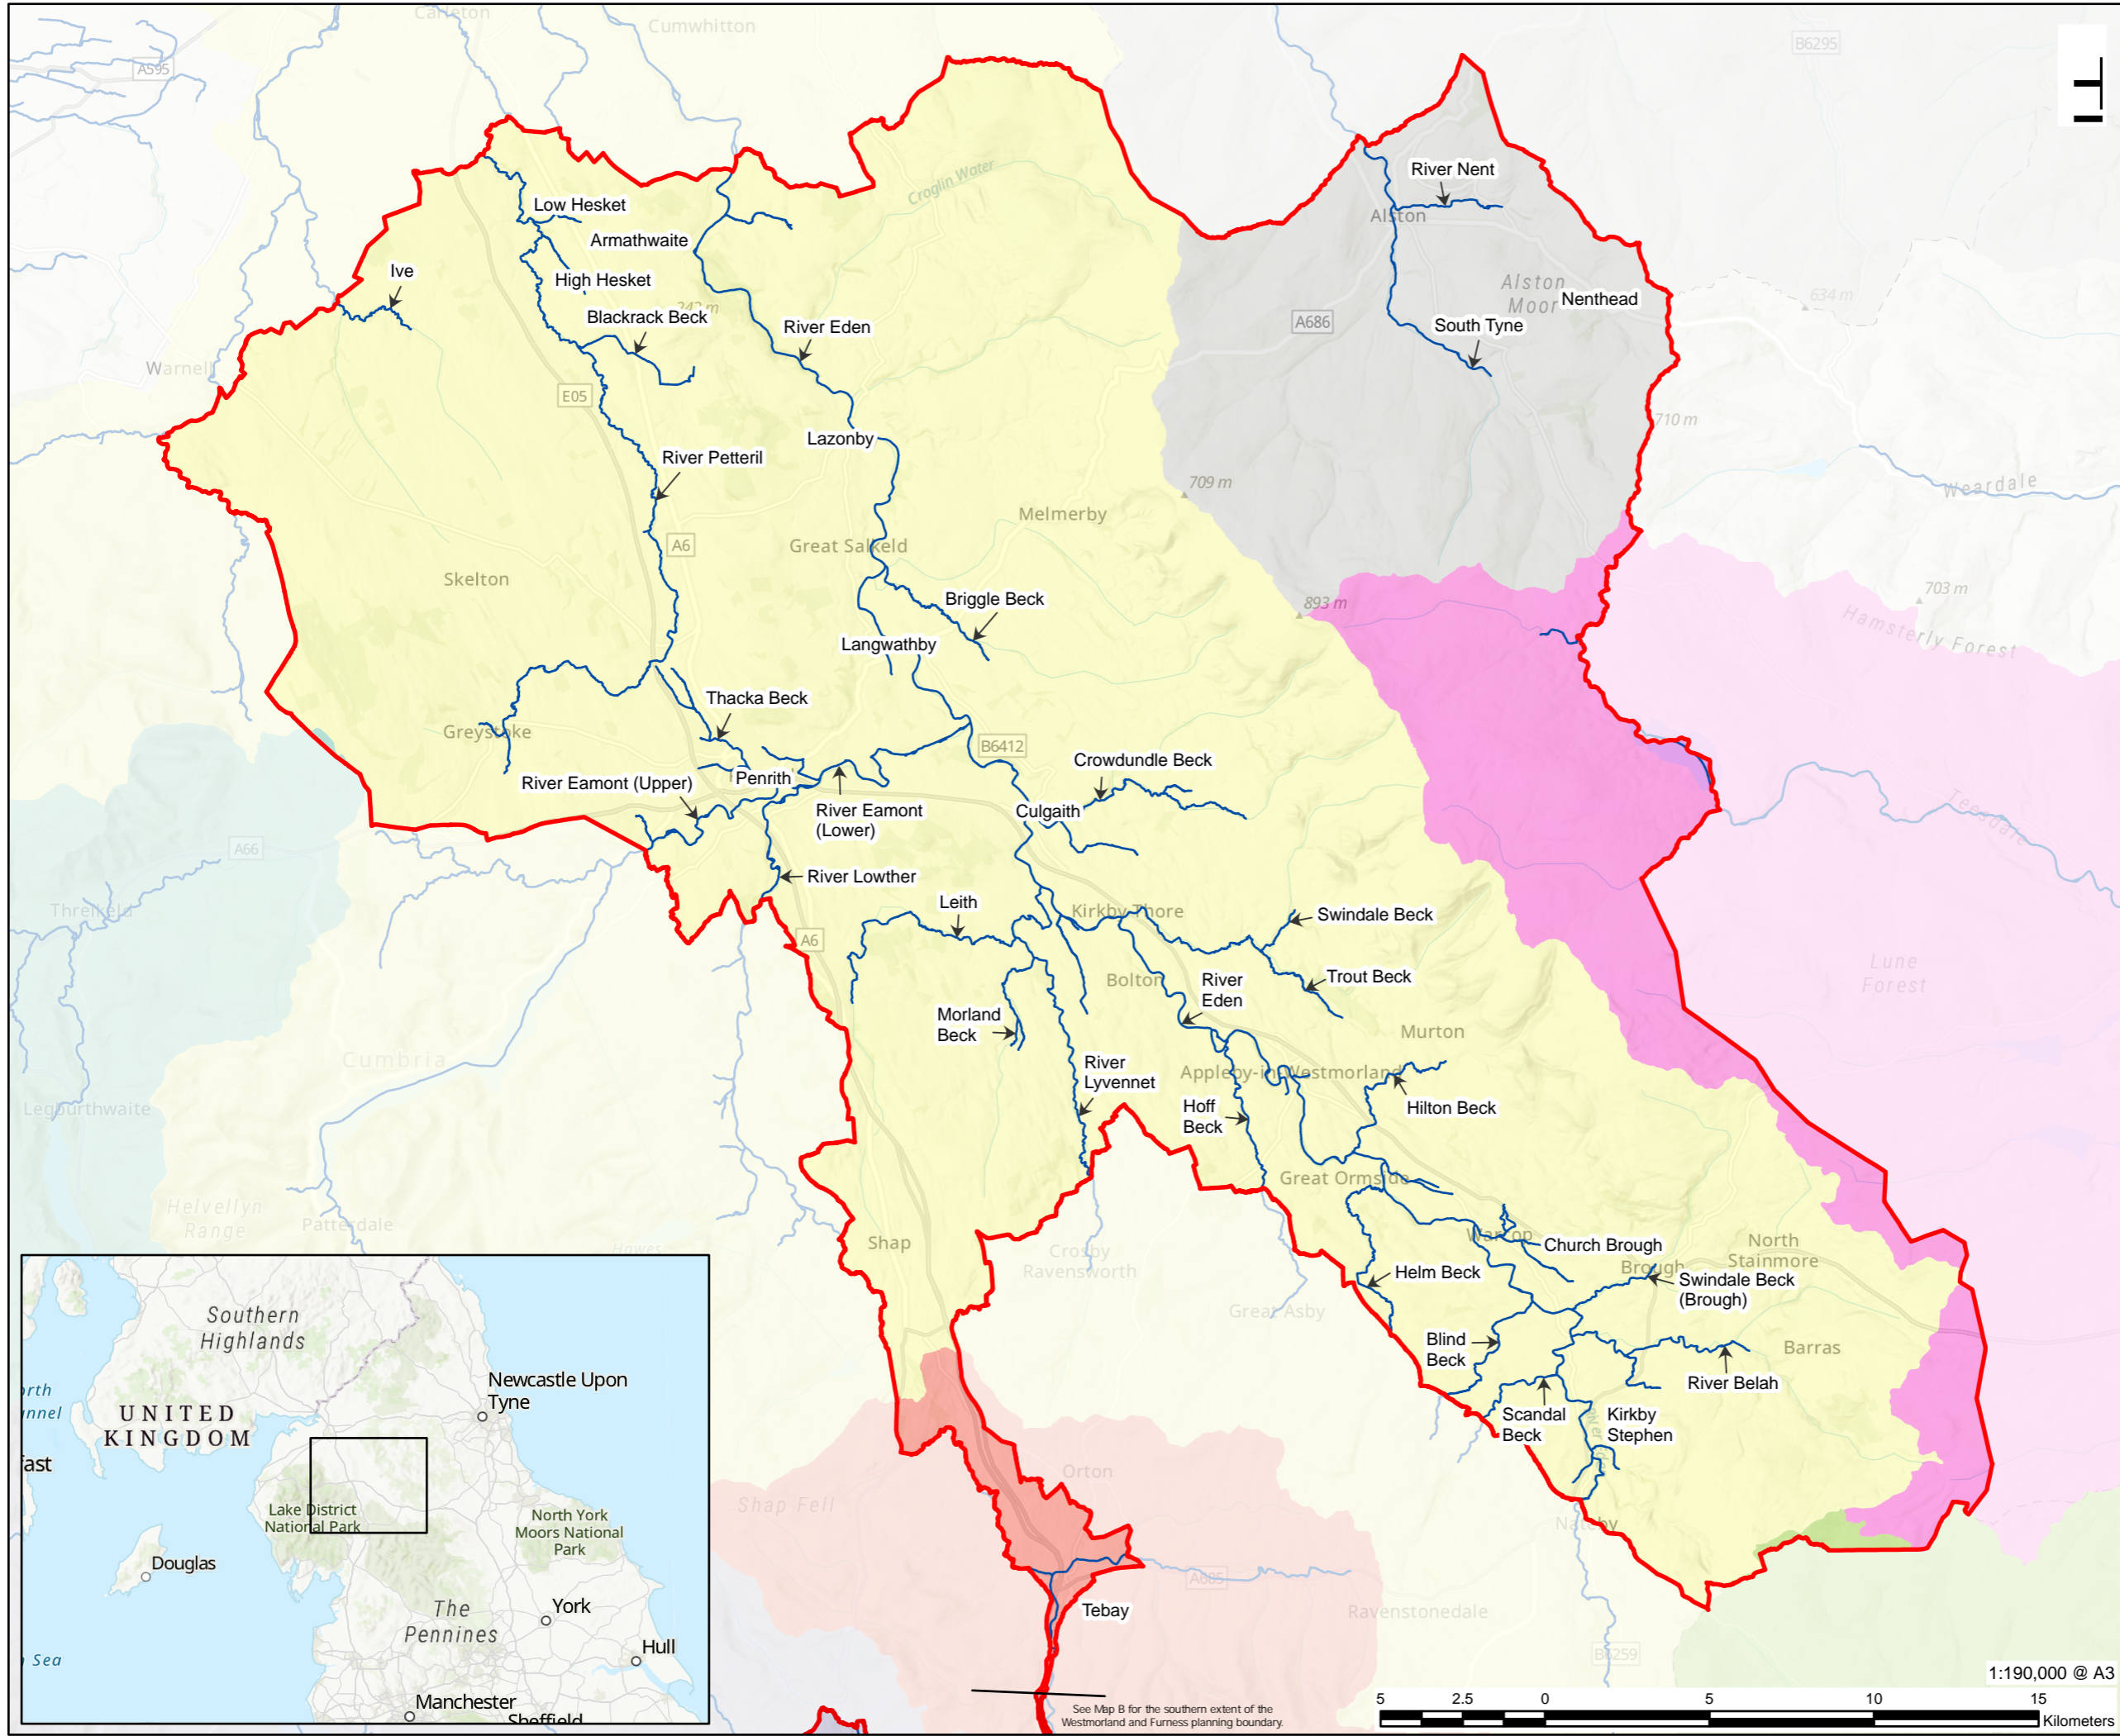 Carleton
Cumwhitton
B6295
A595
Croglin Water
River Nent
Low Hesket
Alston
Armathwaite
Ive
High Hesket
Alston
Moor
Nenthead
634 m
242 m
Blackrack Beck
River Eden
A686
South Tyne
Warnell
E05
710 m
Lazonby
River Petteril
709 m
Weardale
Melmerby
A6
Great Salkeld
Skelton
Briggle Beck
893 m
703 m
Hamsterly Forest
Langwathby
Thacka Beck
Greystoke
B6412
Crowdundle Beck
River Eamont (Upper)
Penrith
River Eamont
(Lower)
Culgaith
Teesdale
A66
River Lowther
Threlkeld
Leith
Kirkby Thore
Swindale Beck
A6
Bolton
River
Eden
Trout Beck
Lune
Forest
Morland
Beck
Murton
Cumbria
River
Lyvennet
Appleby-in-Westmorland
Legburthwaite
Hoff
Beck
Hilton Beck
Great Ormside
Helvellyn
Range
Patterdale
Shap
Hawes
Crosby
Ravensworth
Warcop
Church Brough
North
Stainmore
Brough
Helm Beck
Swindale Beck
(Brough)
Great Asby
Blind
Beck
Barras
River Belah
Scandal
Beck
Kirkby
Stephen
Orton
Shap Fell
Nateby
A685
Tebay
Ravenstonedale
B6259
1:190,000 @ A3
5 2.5 0 5 10 15
Kilometers
See Map B for the southern extent of the
Westmorland and Furness planning boundary.
Southern
Highlands
Newcastle Upon
Tyne
UNITED
KINGDOM
orth
annel
fast
Lake District
National Park
North York
Moors National
Park
Douglas
The
Pennines
York
Hull
Sea
Manchester
Sheffield